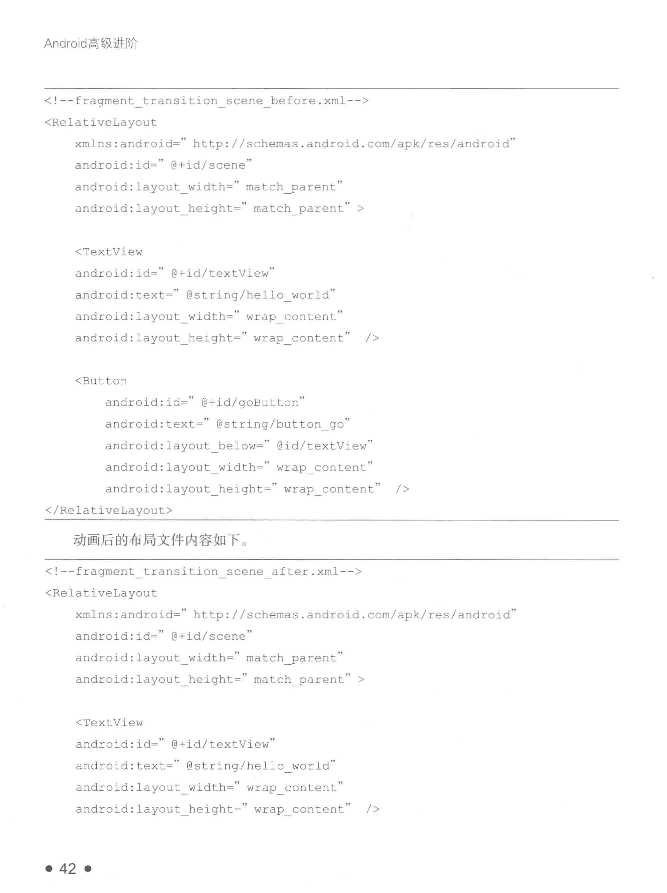 Android高级进阶
<!--fragment_transition_scene_before.xml-->
<RelativeLayout
xmlns:android=” http://schemas.android.com/apk/res/android”
android:id=” @+id/scene”
android:layout_width=” match_parent”
android:layout_height=” match_parent” >
<TextView
android:id=” @+id/textView”
android:text=” @string/hello_world”
android:layout_width=” wrap_content”
android:layout_height=” wrap_content” />
<Button
android:id=” @+id/goButton”
android:text=” @string/button_go”
android:layout_below=” @id/textView”
android:layout_width=” wrap_content”
android:layout_height=” wrap_content” />
</RelativeLayout>
动画后的布局文件内容如下。
<!--fragment_transition_scene_after.xml-->
<RelativeLayout
xmlns:android=” http://schemas.android.com/apk/res/android”
android:id=” @+id/scene”
android:layout_width=” match_parent”
android:layout_height=” match_parent” >
<TextView
android:id=” @+id/textView”
android:text=” @string/hello_world”
android:layout_width=” wrap_content”
android:layout_height=” wrap_content” />
● 42 ●